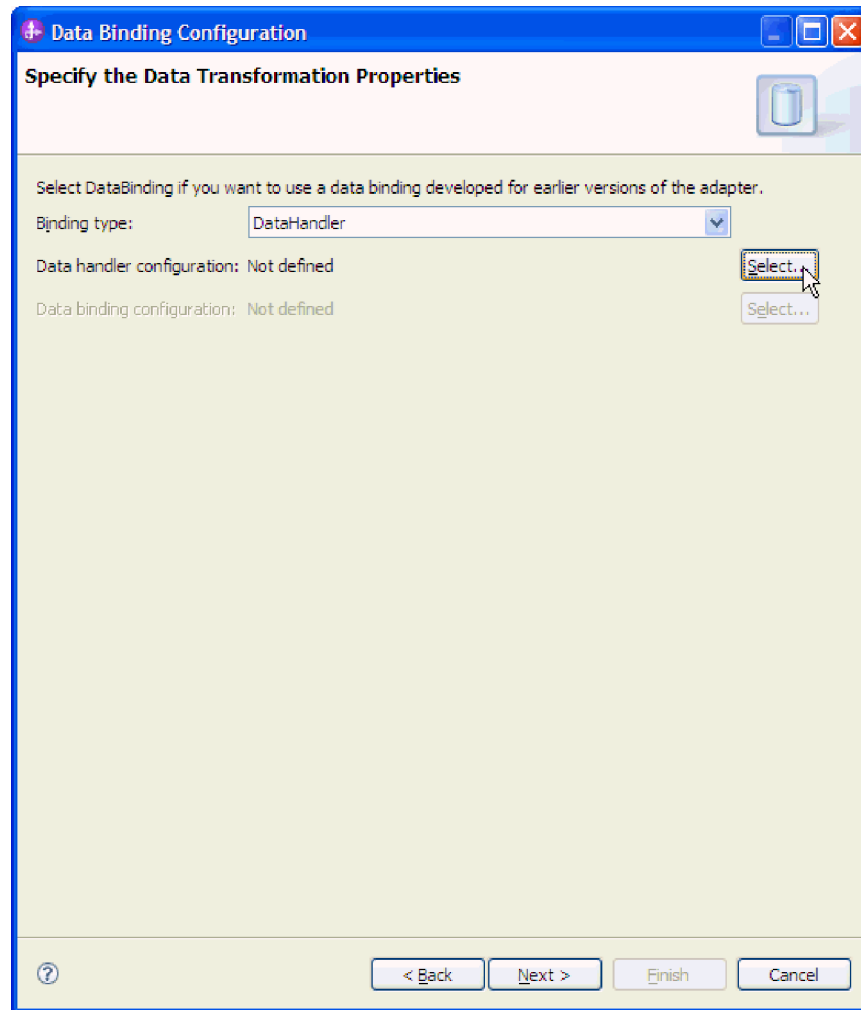 Data Binding Configuration
Specify the Data Transformation Properties
Select DataBinding if you want to use a data binding developed for earlier versions of the adapter.
Binding type: DataHandler
Data handler configuration: Not defined Select...
Data binding configuration: Not defined Select...
? < Back Next > Finish Cancel